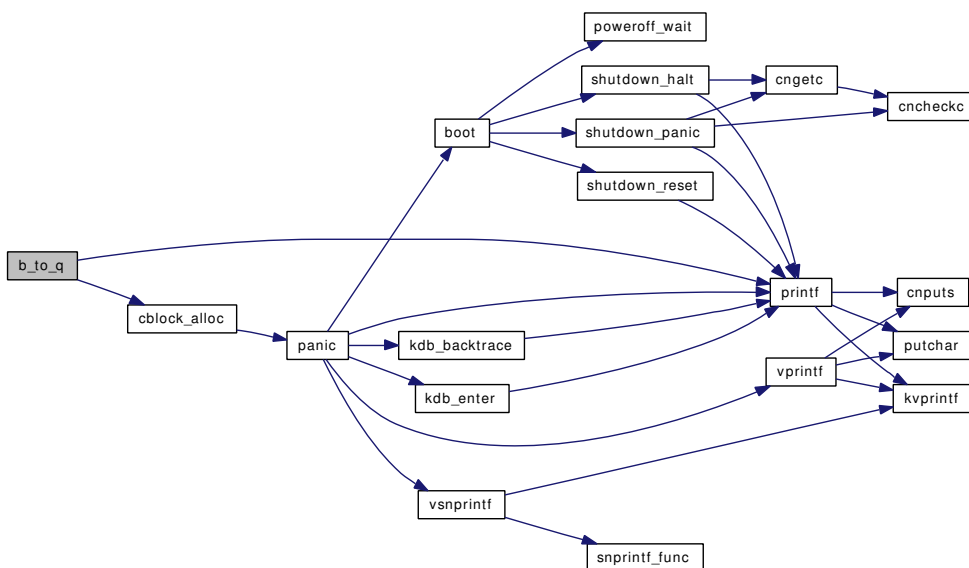 poweroff_wait
shutdown_halt
cngetc
cncheckc
boot
shutdown_panic
shutdown_reset
b_to_q
printf
cnputs
cblock_alloc
panic
kdb_backtrace
putchar
vprintf
kdb_enter
kvprintf
vsnprintf
snprintf_func